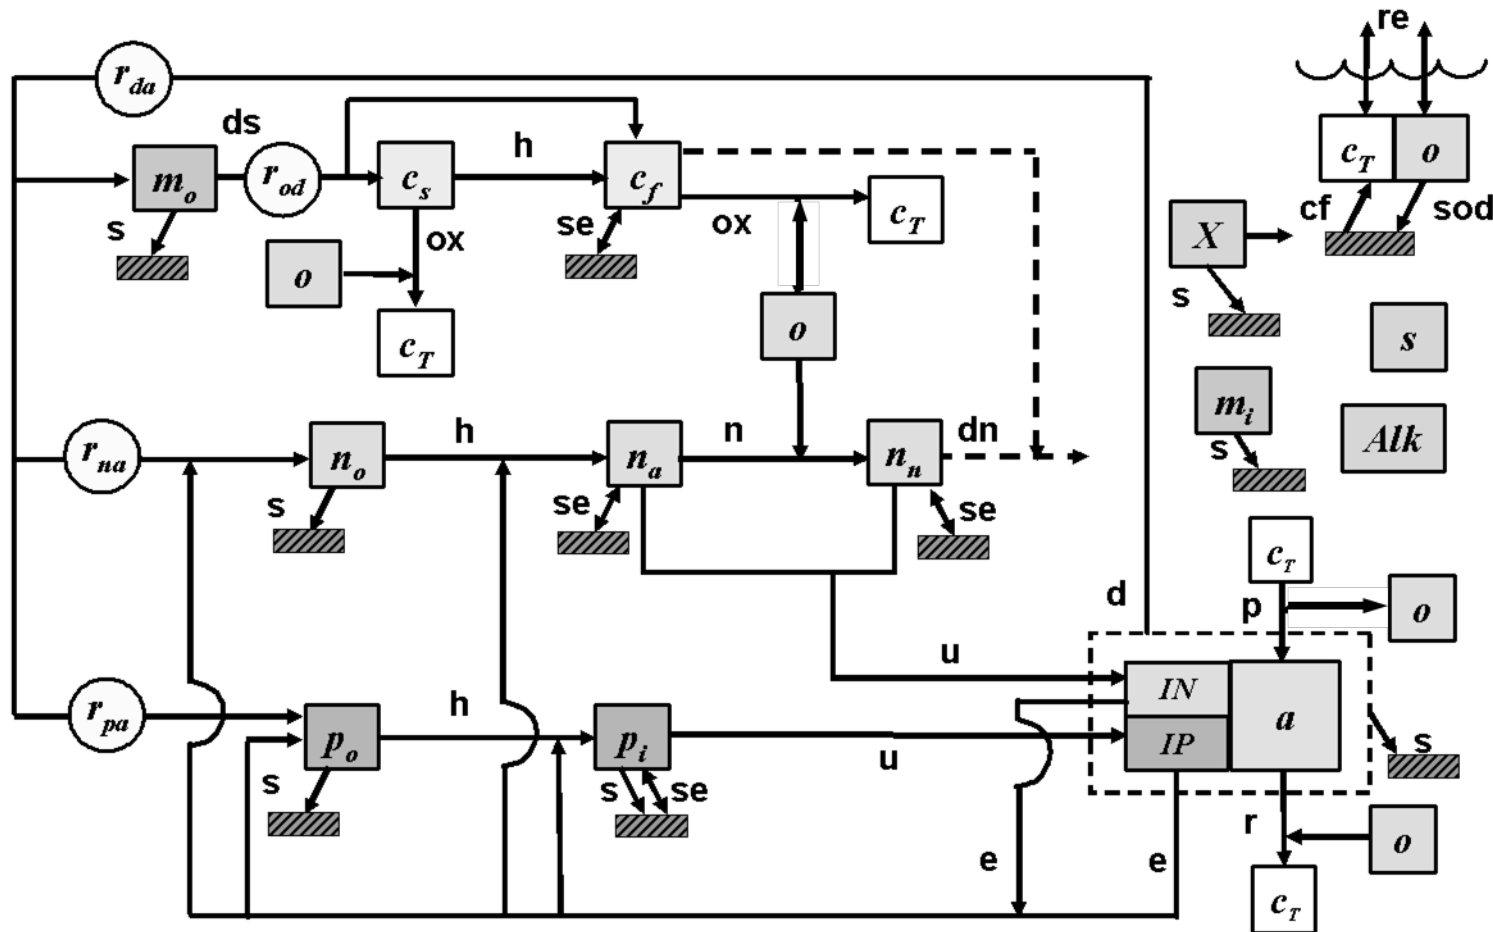 re
r_da
ds
h
m_o
r_od
c_s
c_f
c_T
o
s
ox
se
ox
c_T
cf
sod
X
o
s
o
c_T
s
m_i
h
n
dn
s
Alk
r_na
n_o
n_a
n_n
s
se
se
c_T
d
p
o
u
h
IN
a
r_pa
p_o
p_i
u
IP
s
s
s
se
r
o
e
e
c_T